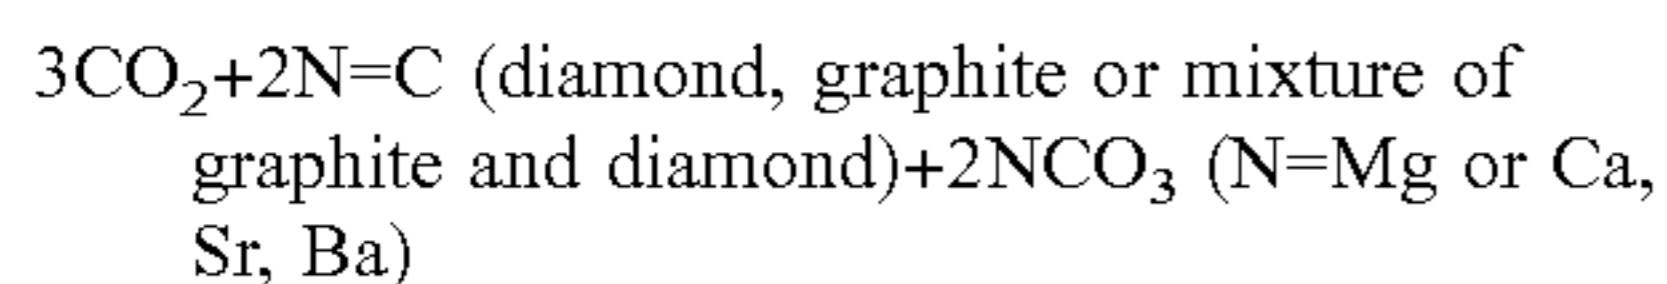 3CO₂+2N=C (diamond, graphite or mixture of
graphite and diamond)+2NCO₃ (N=Mg or Ca,
Sr, Ba)